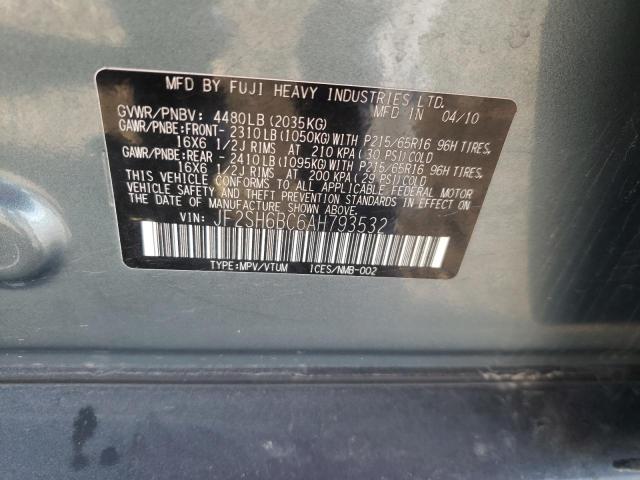 MFD BY FUJI HEAVY INDUSTRIES LTD.
GVWR/PNBV: 4480LB(2035KG) MFD IN 04/10
GAWR/PNBE:FRONT- 2310LB(1050KG)WITH P215/65R16 96H TIRES,
16X6 1/2J RIMS AT 210 KPA(30 PSI)COLD
GAWR/PNBE:REAR - 2410LB(1095KG)WITH P215/65R16 96H TIRES,
16X6 1/2J RIMS AT 200 KPA(29 PSI)COLD
THIS VEHICLE CONFORMS TO ALL APPLICABLE FEDERAL MOTOR
VEHICLE SAFETY AND THEFT PREVENTION STANDARDS IN EFFECT ON
THE DATE OF MANUFACTURE SHOWN ABOVE.
VIN: JF2SH6BC6AH793532
TYPE:MPV/VTUM ICES/NMB-002